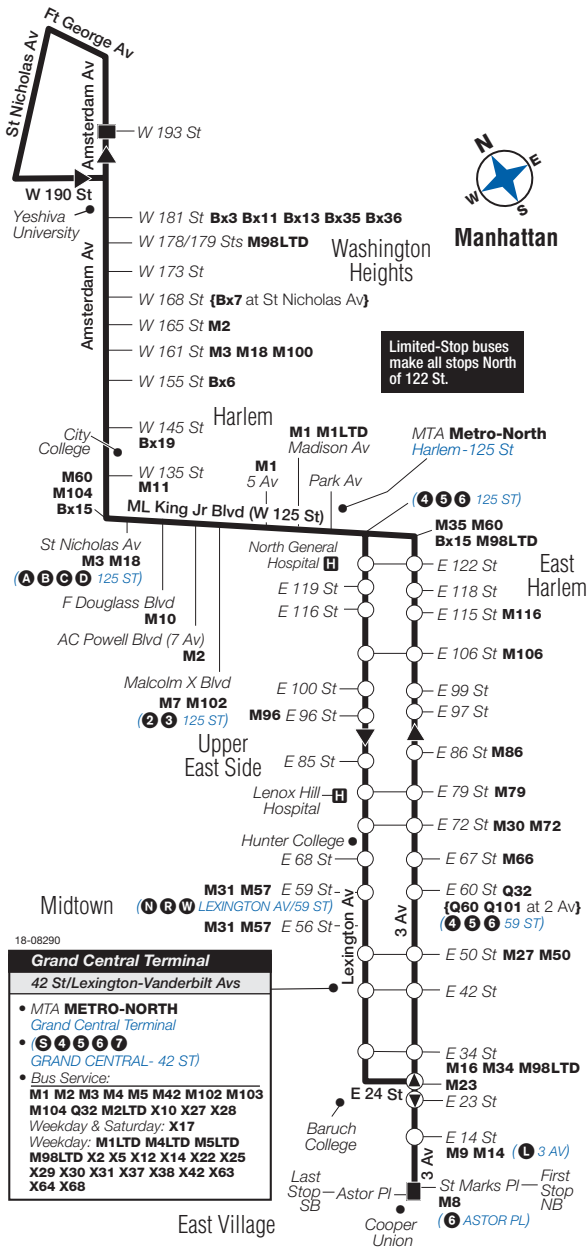 Ft George Av
St Nicholas Av
Amsterdam Av
W 193 St
W 190 St
Yeshiva
University
N
E
W
S
Manhattan
W 181 St Bx3 Bx11 Bx13 Bx35 Bx36
W 178/179 Sts M98LTD
Washington
Heights
W 173 St
Amsterdam Av
W 168 St {Bx7 at St Nicholas Av}
W 165 St M2
W 161 St M3 M18 M100
W 155 St Bx6
Limited-Stop buses
make all stops North
of 122 St.
Harlem
City
College
W 145 St
Bx19
W 135 St
M11
M60
M104
Bx15
ML King Jr Blvd (W 125 St)
M1
5 Av
M1 M1LTD
Madison Av
Park Av
MTA Metro-North
Harlem-125 St
(4 5 6 125 ST)
M35 M60
Bx15 M98LTD
East
Harlem
St Nicholas Av
M3 M18
(A B C D 125 ST)
F Douglass Blvd
M10
AC Powell Blvd (7 Av)
M2
Malcolm X Blvd
M7 M102
(2 3 125 ST)
North General
Hospital H
E 122 St
E 119 St
E 118 St
E 116 St
E 115 St M116
E 106 St M106
E 100 St
E 99 St
M96 E 96 St
E 97 St
Upper
East Side
E 86 St M86
E 85 St
Lenox Hill
Hospital
H
E 79 St M79
E 72 St M30 M72
Hunter College
E 68 St
E 67 St M66
M31 M57 E 59 St
(N R W LEXINGTON AV/59 ST)
E 60 St Q32
{Q60 Q101 at 2 Av}
(4 5 6 59 ST)
Midtown
M31 M57 E 56 St
Lexington Av
3 Av
E 50 St M27 M50
E 42 St
18-08290
Grand Central Terminal
42 St/Lexington-Vanderbilt Avs
• MTA METRO-NORTH
Grand Central Terminal
• (S 4 5 6 7
GRAND CENTRAL- 42 ST)
• Bus Service:
M1 M2 M3 M4 M5 M42 M102 M103
M104 Q32 M2LTD X10 X27 X28
Weekday & Saturday: X17
Weekday: M1LTD M4LTD M5LTD
M98LTD X2 X5 X12 X14 X22 X25
X29 X30 X31 X37 X38 X42 X63
X64 X68
E 34 St
M16 M34 M98LTD
M23
E 24 St
E 23 St
Baruch
College
E 14 St
M9 M14 (L 3 AV)
3 Av
Last
Stop
SB
Astor Pl
St Marks Pl
M8
(6 ASTOR PL)
First
Stop
NB
Cooper
Union
East Village